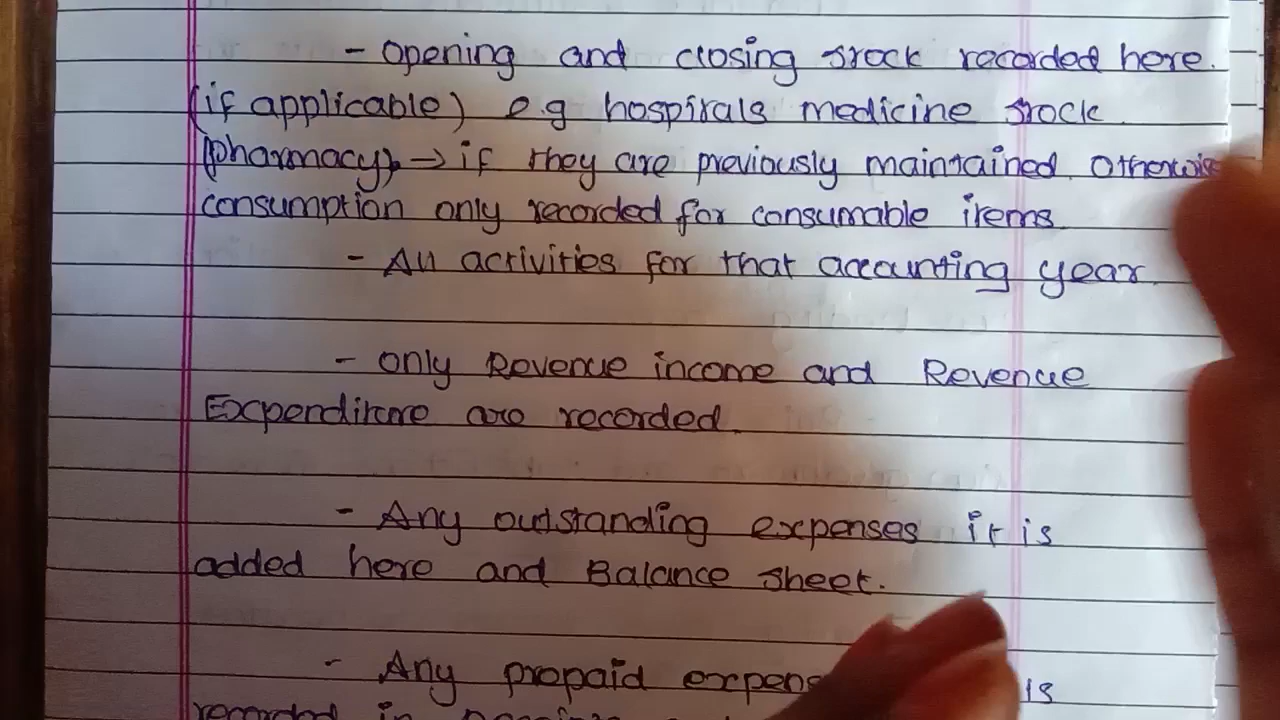 - Opening and closing stock recorded here.
(if applicable) e.g hospitals medicine stock
(pharmacy) → if they are previously maintained. Otherwise
consumption only recorded for consumable items
- All activities for that accounting year.
- Only Revenue income and Revenue
Expenditure are recorded.
- Any outstanding expenses it is
added here and Balance sheet.
- Any prepaid is
recorded in